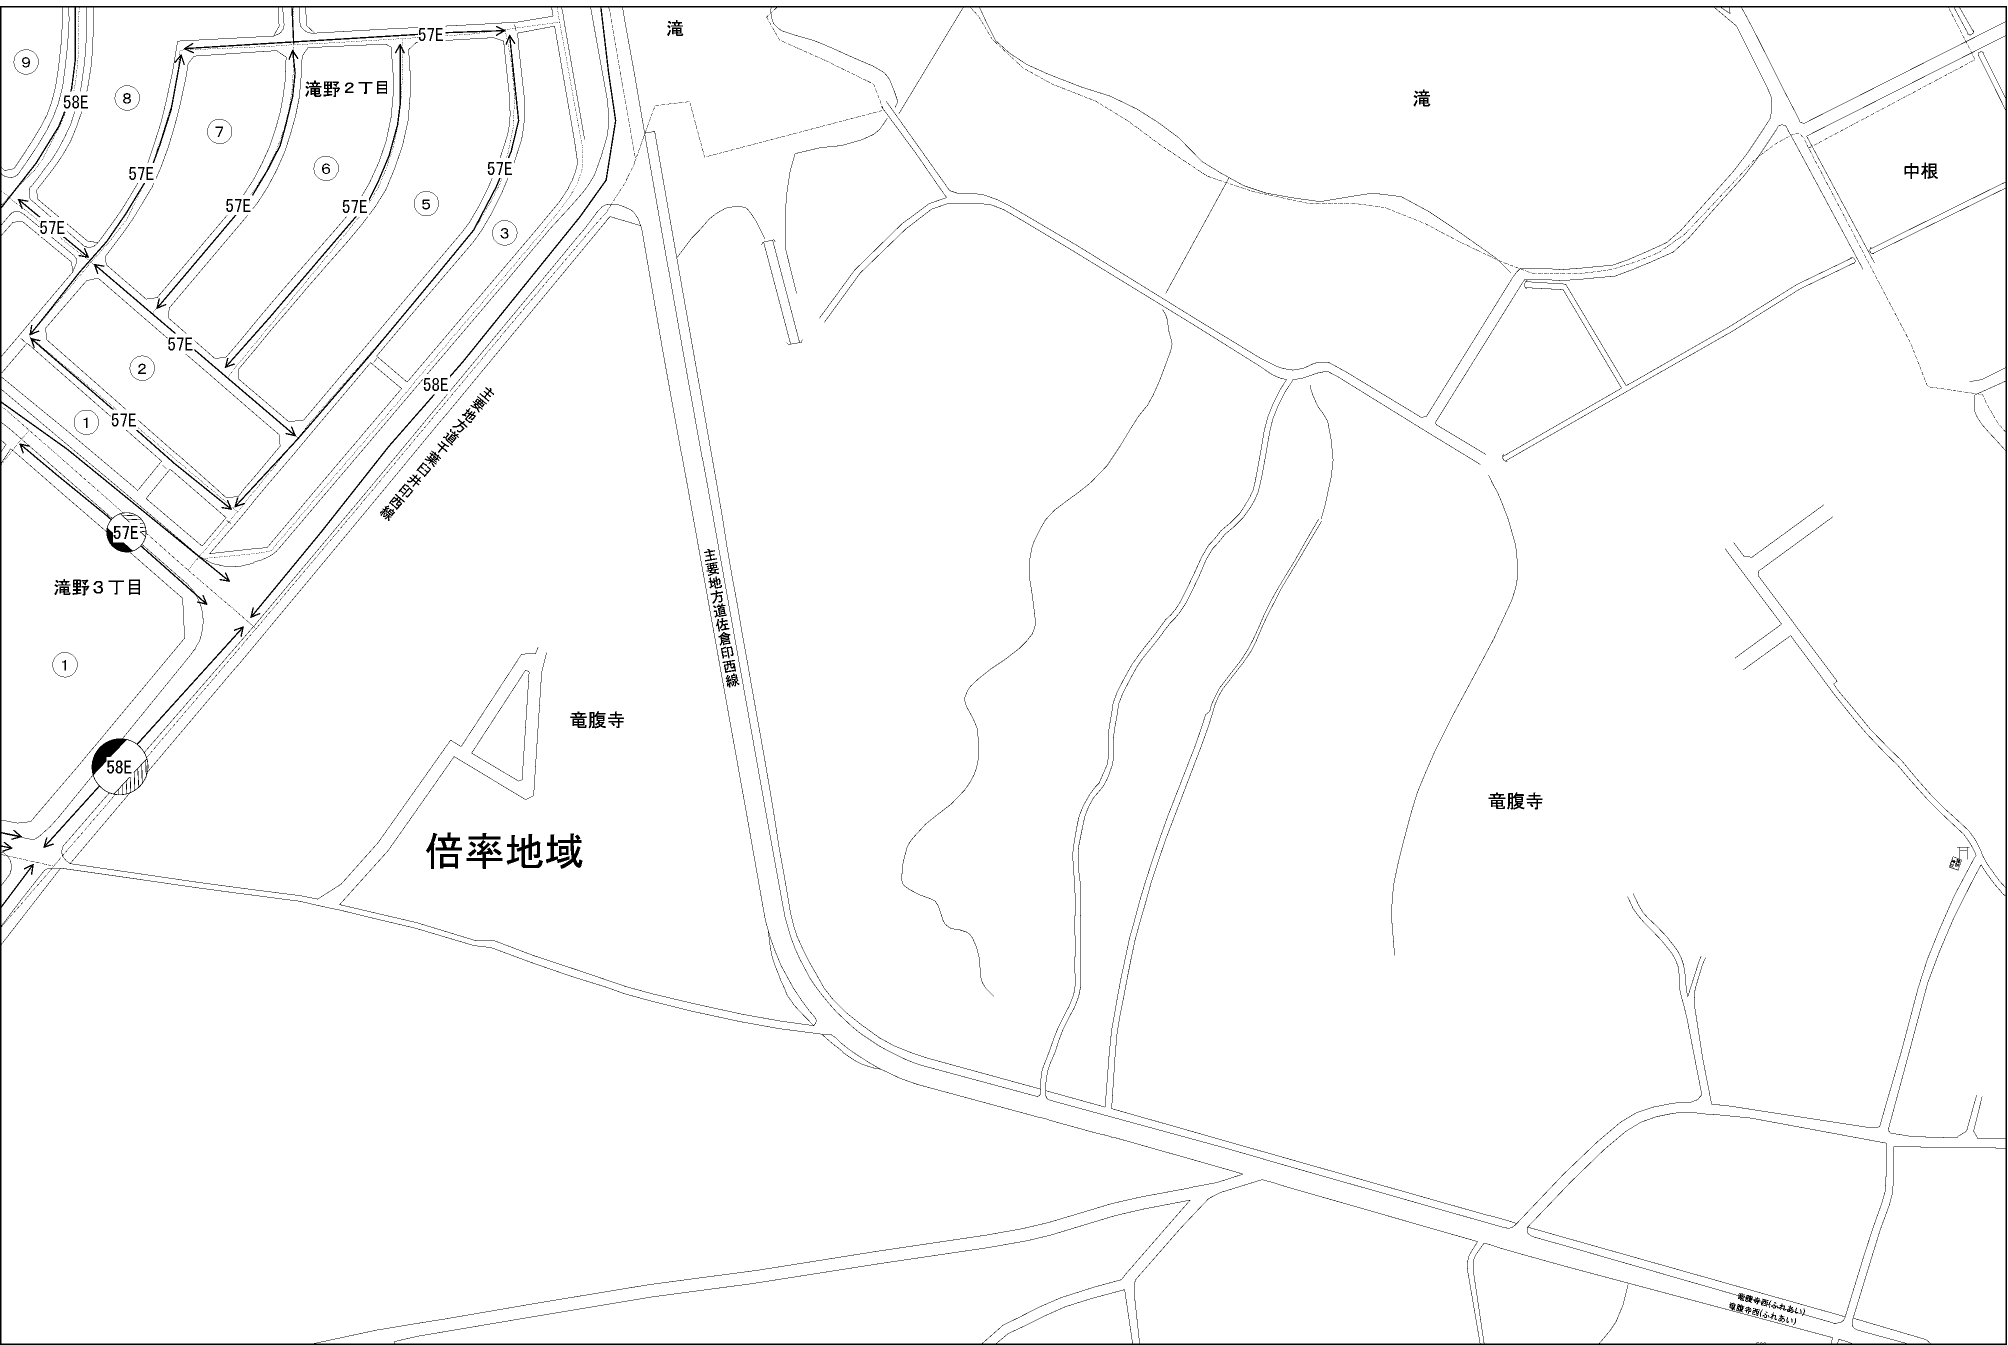 滝
57E
滝野２丁目
9
8
58E
滝
7
57E
6
57E
中根
57E
57E
5
57E
3
57E
2
58E
主要地方道千葉臼井印西線
1
57E
57E
主要地方道佐倉印西線
滝野３丁目
1
竜腹寺
58E
竜腹寺
倍率地域
竜腹寺西(ふれあい)
竜腹寺西(ふれあい)